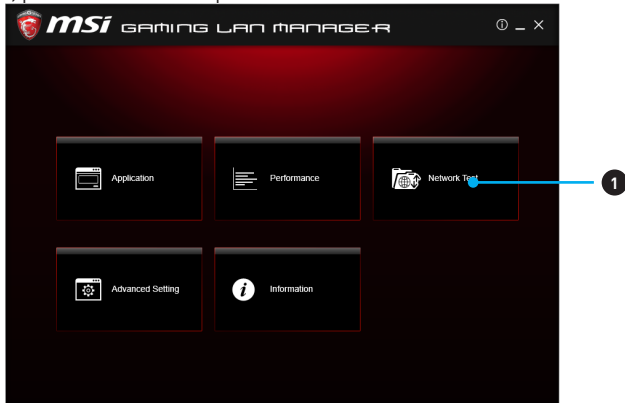 msi GAMING LAN MANAGER
Application
Performance
Network Test
1
Advanced Setting
Information